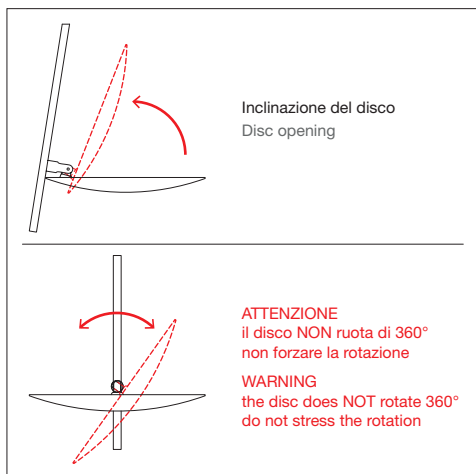 Inclinazione del disco
Disc opening
ATTENZIONE
il disco NON ruota di 360°
non forzare la rotazione
WARNING
the disc does NOT rotate 360°
do not stress the rotation